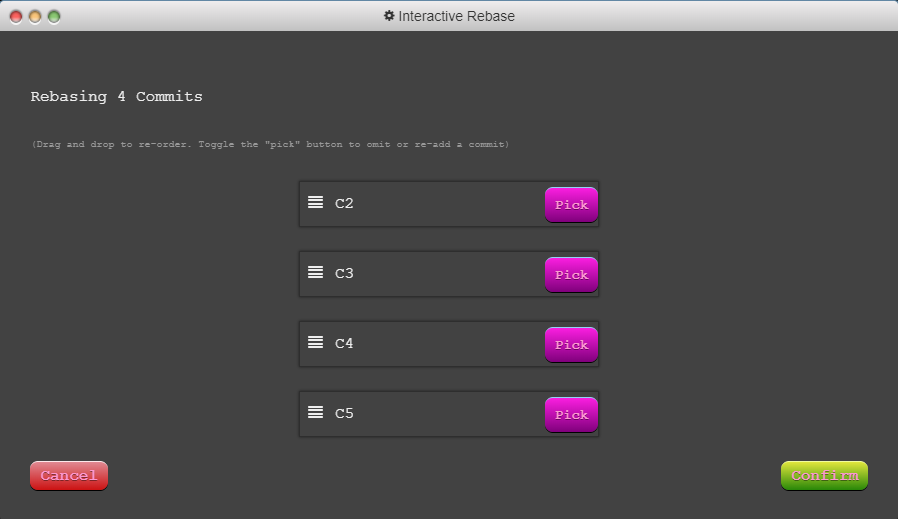 Interactive Rebase
Rebasing 4 Commits
(Drag and drop to re-order. Toggle the "pick" button to omit or re-add a commit)
C2 Pick
C3 Pick
C4 Pick
C5 Pick
Cancel Confirm